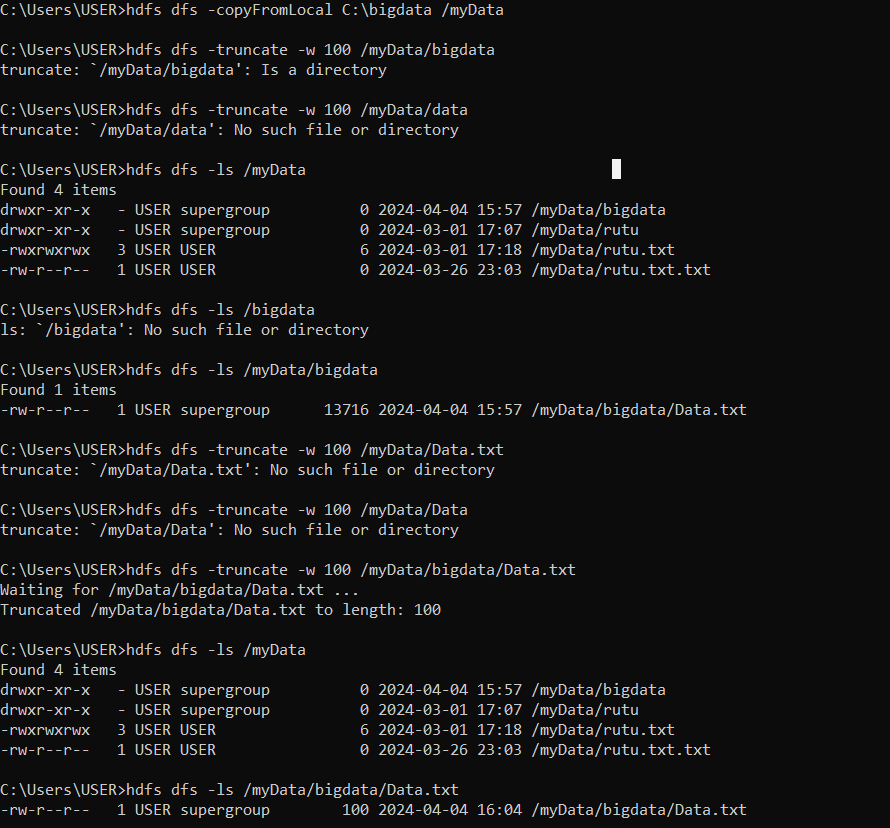 C:\Users\USER>hdfs dfs -copyFromLocal C:\bigdata /myData
C:\Users\USER>hdfs dfs -truncate -w 100 /myData/bigdata
truncate: `/myData/bigdata': Is a directory
C:\Users\USER>hdfs dfs -truncate -w 100 /myData/data
truncate: `/myData/data': No such file or directory
C:\Users\USER>hdfs dfs -ls /myData
Found 4 items
drwxr-xr-x   - USER supergroup          0 2024-04-04 15:57 /myData/bigdata
drwxr-xr-x   - USER supergroup          0 2024-03-01 17:07 /myData/rutu
-rwxrwxrwx   3 USER USER                6 2024-03-01 17:18 /myData/rutu.txt
-rw-r--r--   1 USER USER                0 2024-03-26 23:03 /myData/rutu.txt.txt
C:\Users\USER>hdfs dfs -ls /bigdata
ls: `/bigdata': No such file or directory
C:\Users\USER>hdfs dfs -ls /myData/bigdata
Found 1 items
-rw-r--r--   1 USER supergroup      13716 2024-04-04 15:57 /myData/bigdata/Data.txt
C:\Users\USER>hdfs dfs -truncate -w 100 /myData/Data.txt
truncate: `/myData/Data.txt': No such file or directory
C:\Users\USER>hdfs dfs -truncate -w 100 /myData/Data
truncate: `/myData/Data': No such file or directory
C:\Users\USER>hdfs dfs -truncate -w 100 /myData/bigdata/Data.txt
Waiting for /myData/bigdata/Data.txt ...
Truncated /myData/bigdata/Data.txt to length: 100
C:\Users\USER>hdfs dfs -ls /myData
Found 4 items
drwxr-xr-x   - USER supergroup          0 2024-04-04 15:57 /myData/bigdata
drwxr-xr-x   - USER supergroup          0 2024-03-01 17:07 /myData/rutu
-rwxrwxrwx   3 USER USER                6 2024-03-01 17:18 /myData/rutu.txt
-rw-r--r--   1 USER USER                0 2024-03-26 23:03 /myData/rutu.txt.txt
C:\Users\USER>hdfs dfs -ls /myData/bigdata/Data.txt
-rw-r--r--   1 USER supergroup        100 2024-04-04 16:04 /myData/bigdata/Data.txt